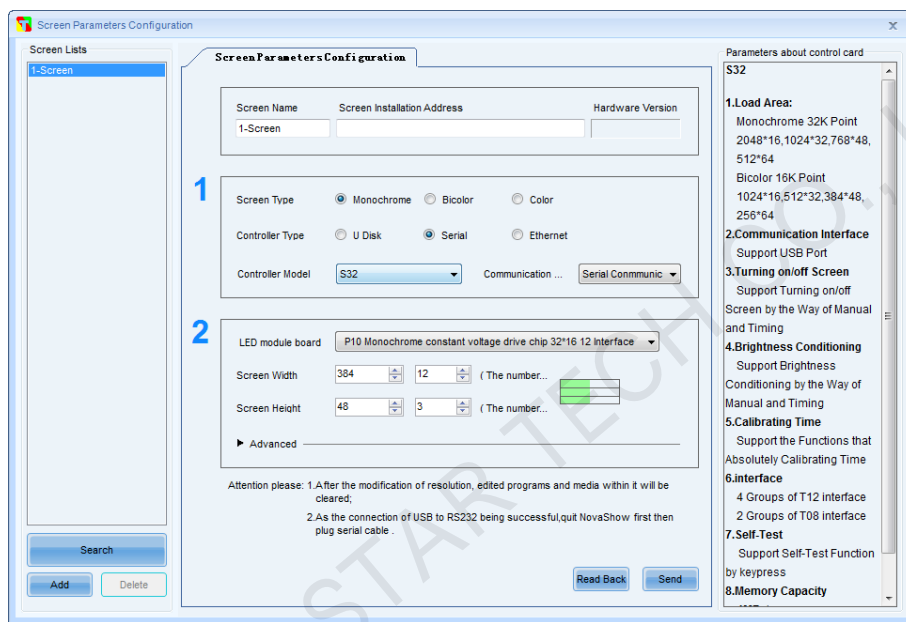 Screen Parameters Configuration
x
Screen Lists
1-Screen
Search
Add
Delete
Screen Parameters Configuration
Screen Name
Screen Installation Address
Hardware Version
1-Screen
1
Screen Type
Monochrome
Bicolor
Color
Controller Type
U Disk
Serial
Ethernet
Controller Model
S32
Communication ...
Serial Conmmunic
2
LED module board
P10 Monochrome constant voltage drive chip 32*16 12 Interface
Screen Width
384
12
( The number...
Screen Height
48
3
( The number...
Advanced
Attention please: 1.After the modification of resolution, edited programs and media within it will be
cleared;
2.As the connection of USB to RS232 being successful,quit NovaShow first then
plug serial cable .
Read Back
Send
Parameters about control card
S32
1.Load Area:
Monochrome 32K Point
2048*16,1024*32,768*48,
512*64
Bicolor 16K Point
1024*16,512*32,384*48,
256*64
2.Communication Interface
Support USB Port
3.Turning on/off Screen
Support Turning on/off
Screen by the Way of Manual
and Timing
4.Brightness Conditioning
Support Brightness
Conditioning by the Way of
Manual and Timing
5.Calibrating Time
Support the Functions that
Absolutely Calibrating Time
6.interface
4 Groups of T12 interface
2 Groups of T08 interface
7.Self-Test
Support Self-Test Function
by keypress
8.Memory Capacity
STAR TECH CO.,